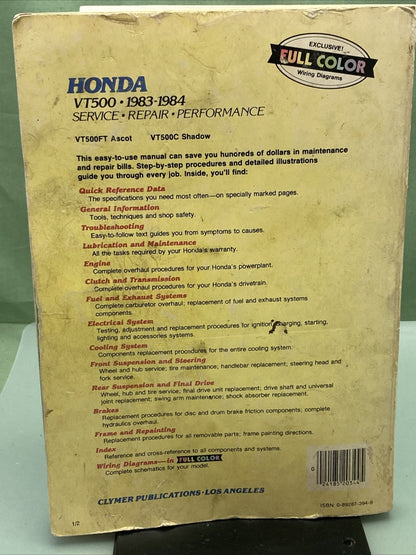 EXCLUSIVE!
FULL COLOR
Wiring Diagrams
HONDA
VT500 • 1983-1984
SERVICE • REPAIR • PERFORMANCE
VT500FT Ascot VT500C Shadow
This easy-to-use manual can save you hundreds of dollars in maintenance
and repair bills. Step-by-step procedures and detailed illustrations
guide you through every job. Inside, you'll find:
Quick Reference Data
The specifications you need most often—on specially marked pages.
General Information
Tools, techniques and shop safety.
Troubleshooting
Easy-to-follow text guides you from symptoms to causes.
Lubrication and Maintenance
All the tasks required by your Honda's warranty.
Engine
Complete overhaul procedures for your Honda's powerplant.
Clutch and Transmission
Complete overhaul procedures for your Honda's drivetrain.
Fuel and Exhaust Systems
Complete carburetor overhaul; replacement of fuel and exhaust systems
components.
Electrical System
Testing, adjustment and replacement procedures for ignition, charging, starting,
lighting and accessories systems.
Cooling System
Components replacement procedures for the entire cooling system.
Front Suspension and Steering
Wheel and hub service; tire maintenance; handlebar replacement; steering head and
fork service.
Rear Suspension and Final Drive
Wheel, hub and tire service; final drive unit replacement; drive shaft and universal
joint replacement; swing arm maintenance; shock absorber replacement.
Brakes
Replacement procedures for disc and drum brake friction components; complete
hydraulics overhaul.
Frame and Repainting
Replacement procedures for all removable parts; frame painting directions.
Index
Reference and cross-reference to all components and systems.
Wiring Diagrams—in FULL COLOR
Complete schematics for your model.
CLYMER PUBLICATIONS • LOS ANGELES
1/2
0 24185 20344
ISBN: 0-89287-394-8